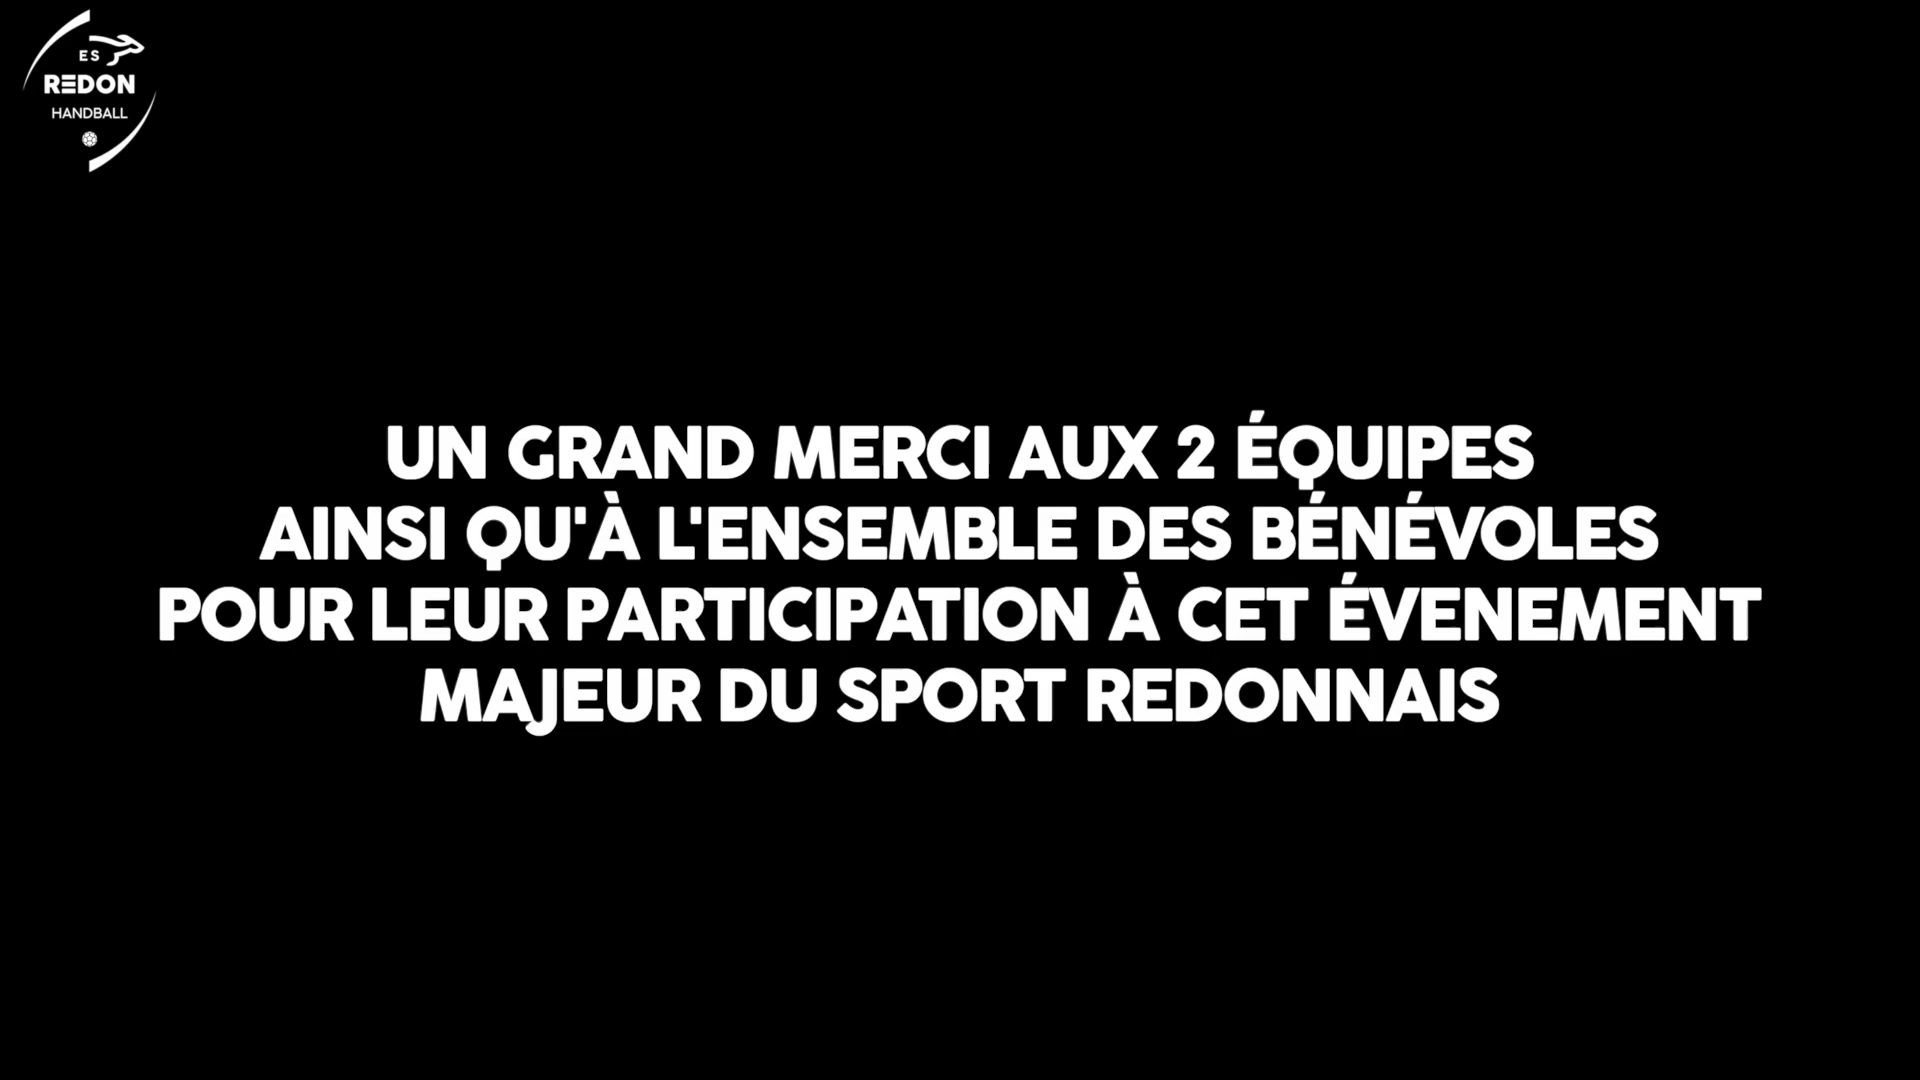 ES
REDON
HANDBALL
UN GRAND MERCI AUX 2 ÉQUIPES
AINSI QU'À L'ENSEMBLE DES BÉNÉVOLES
POUR LEUR PARTICIPATION À CET ÉVENEMENT
MAJEUR DU SPORT REDONNAIS